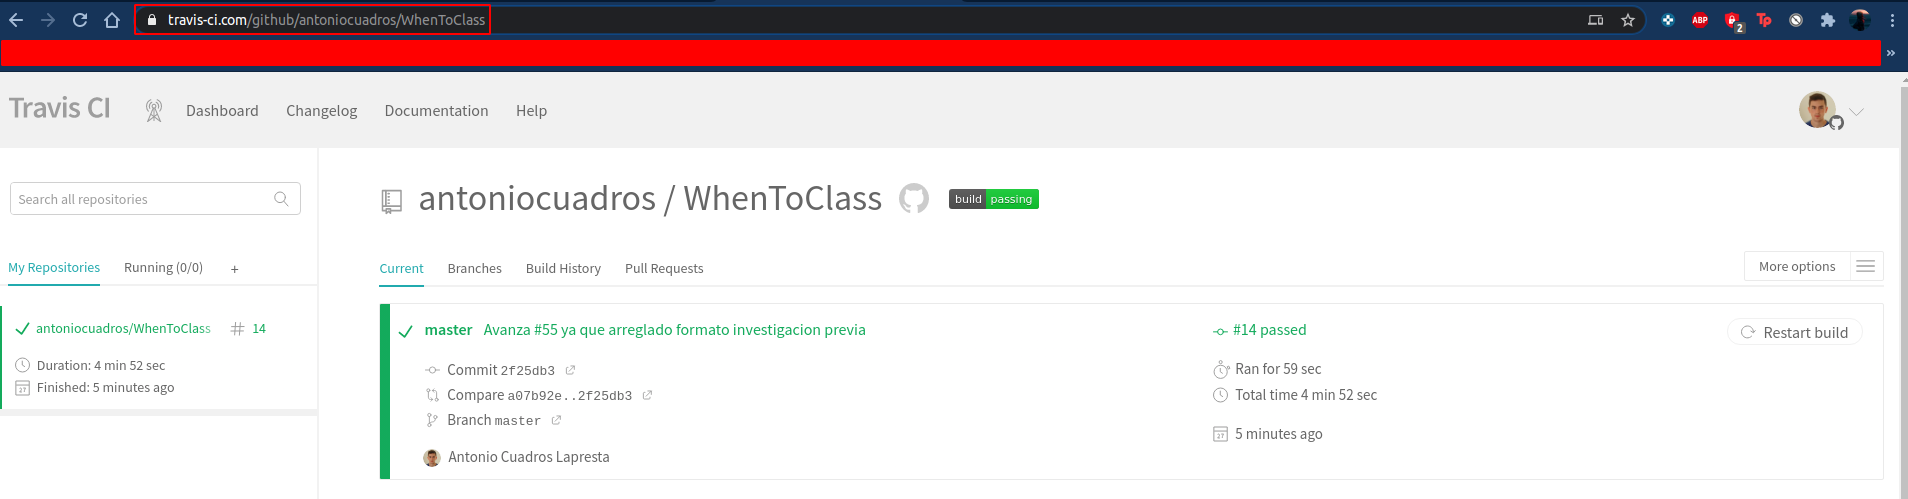 travis-ci.com/github/antoniocuadros/WhenToClass
ABP
2
Tp
»
Travis CI
Dashboard
Changelog
Documentation
Help
Search all repositories
antoniocuadros / WhenToClass
build passing
My Repositories
Running (0/0)
+
Current
Branches
Build History
Pull Requests
More options
antoniocuadros/WhenToClass
# 14
Duration: 4 min 52 sec
Finished: 5 minutes ago
master Avanza #55 ya que arreglado formato investigacion previa
Commit 2f25db3
Compare a07b92e..2f25db3
Branch master
Antonio Cuadros Lapresta
#14 passed
Ran for 59 sec
Total time 4 min 52 sec
5 minutes ago
Restart build